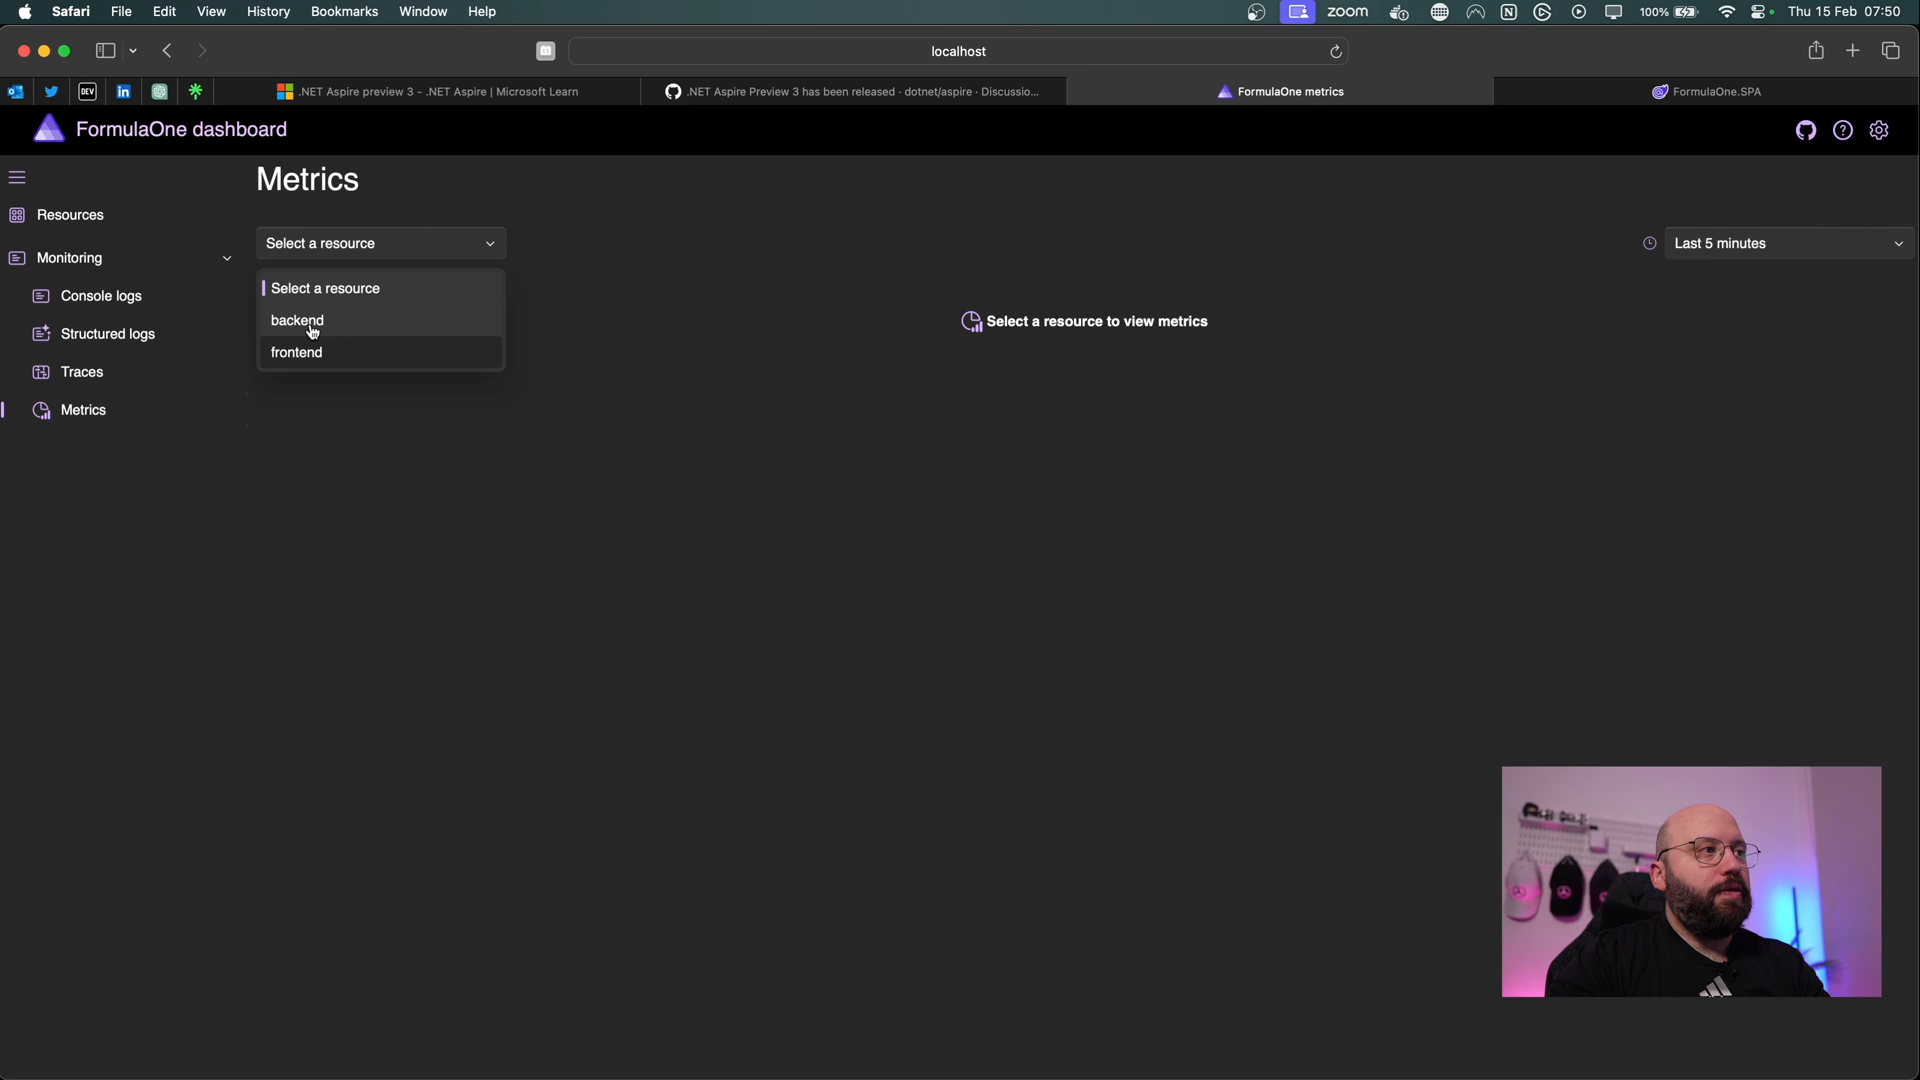 Safari File Edit View History Bookmarks Window Help zoom 100% Thu 15 Feb 07:50
localhost
DEV .NET Aspire preview 3 - .NET Aspire | Microsoft Learn .NET Aspire Preview 3 has been released · dotnet/aspire · Discussio... FormulaOne metrics FormulaOne.SPA
FormulaOne dashboard
Metrics
Resources
Monitoring
Console logs
Structured logs
Traces
Metrics
Select a resource
Last 5 minutes
Select a resource
backend
frontend
Select a resource to view metrics